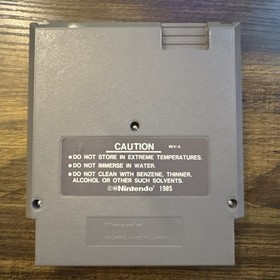 CAUTION REV-A
●DO NOT STORE IN EXTREME TEMPERATURES.
●DO NOT IMMERSE IN WATER.
●DO NOT CLEAN WITH BENZENE, THINNER,
ALCOHOL OR OTHER SUCH SOLVENTS.
©®Nintendo® 1985